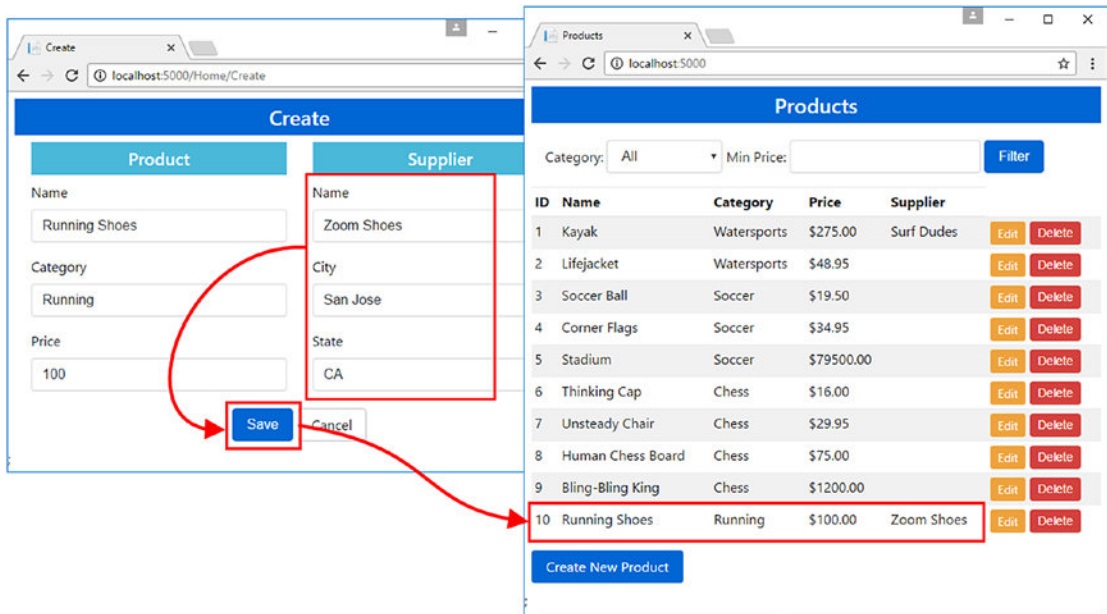 Create
localhost:5000/Home/Create
Create
Product Supplier
Name Name
Running Shoes Zoom Shoes
Category City
Running San Jose
Price State
100 CA
Save Cancel
Products
localhost:5000
Products
Category: All Min Price: Filter
ID Name Category Price Supplier
1 Kayak Watersports $275.00 Surf Dudes Edit Delete
2 Lifejacket Watersports $48.95 Edit Delete
3 Soccer Ball Soccer $19.50 Edit Delete
4 Corner Flags Soccer $34.95 Edit Delete
5 Stadium Soccer $79500.00 Edit Delete
6 Thinking Cap Chess $16.00 Edit Delete
7 Unsteady Chair Chess $29.95 Edit Delete
8 Human Chess Board Chess $75.00 Edit Delete
9 Bling-Bling King Chess $1200.00 Edit Delete
10 Running Shoes Running $100.00 Zoom Shoes Edit Delete
Create New Product